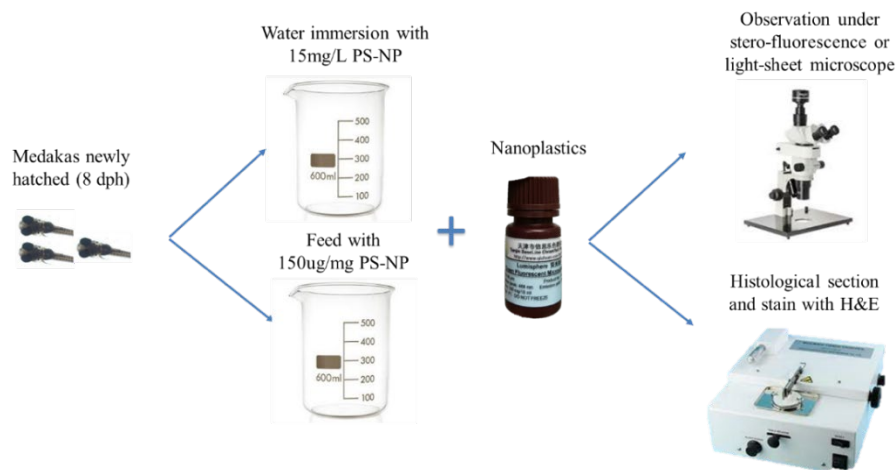 Medakas newly
hatched (8 dph)
Water immersion with
15mg/L PS-NP
500
400
300
200
100
600ml
Feed with
150ug/mg PS-NP
500
400
300
200
100
600ml
+
Nanoplastics
Lumisphere
Observation under
stero-fluorescence or
light-sheet microscope
Histological section
and stain with H&E